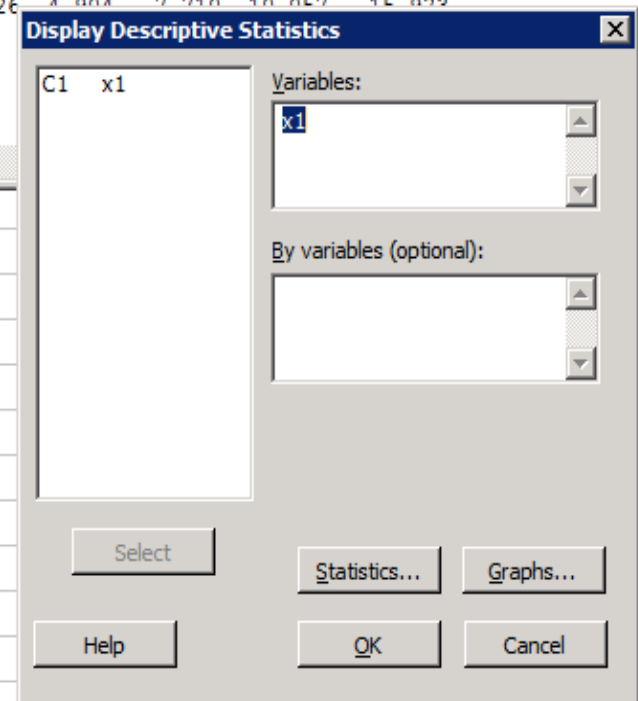 Display Descriptive Statistics
C1 x1
Variables:
x1
By variables (optional):
Select
Statistics...
Graphs...
Help
OK
Cancel